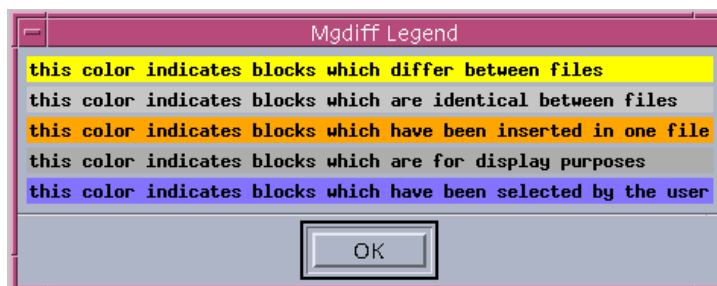 Mgdiff Legend
this color indicates blocks which differ between files
this color indicates blocks which are identical between files
this color indicates blocks which have been inserted in one file
this color indicates blocks which are for display purposes
this color indicates blocks which have been selected by the user
OK